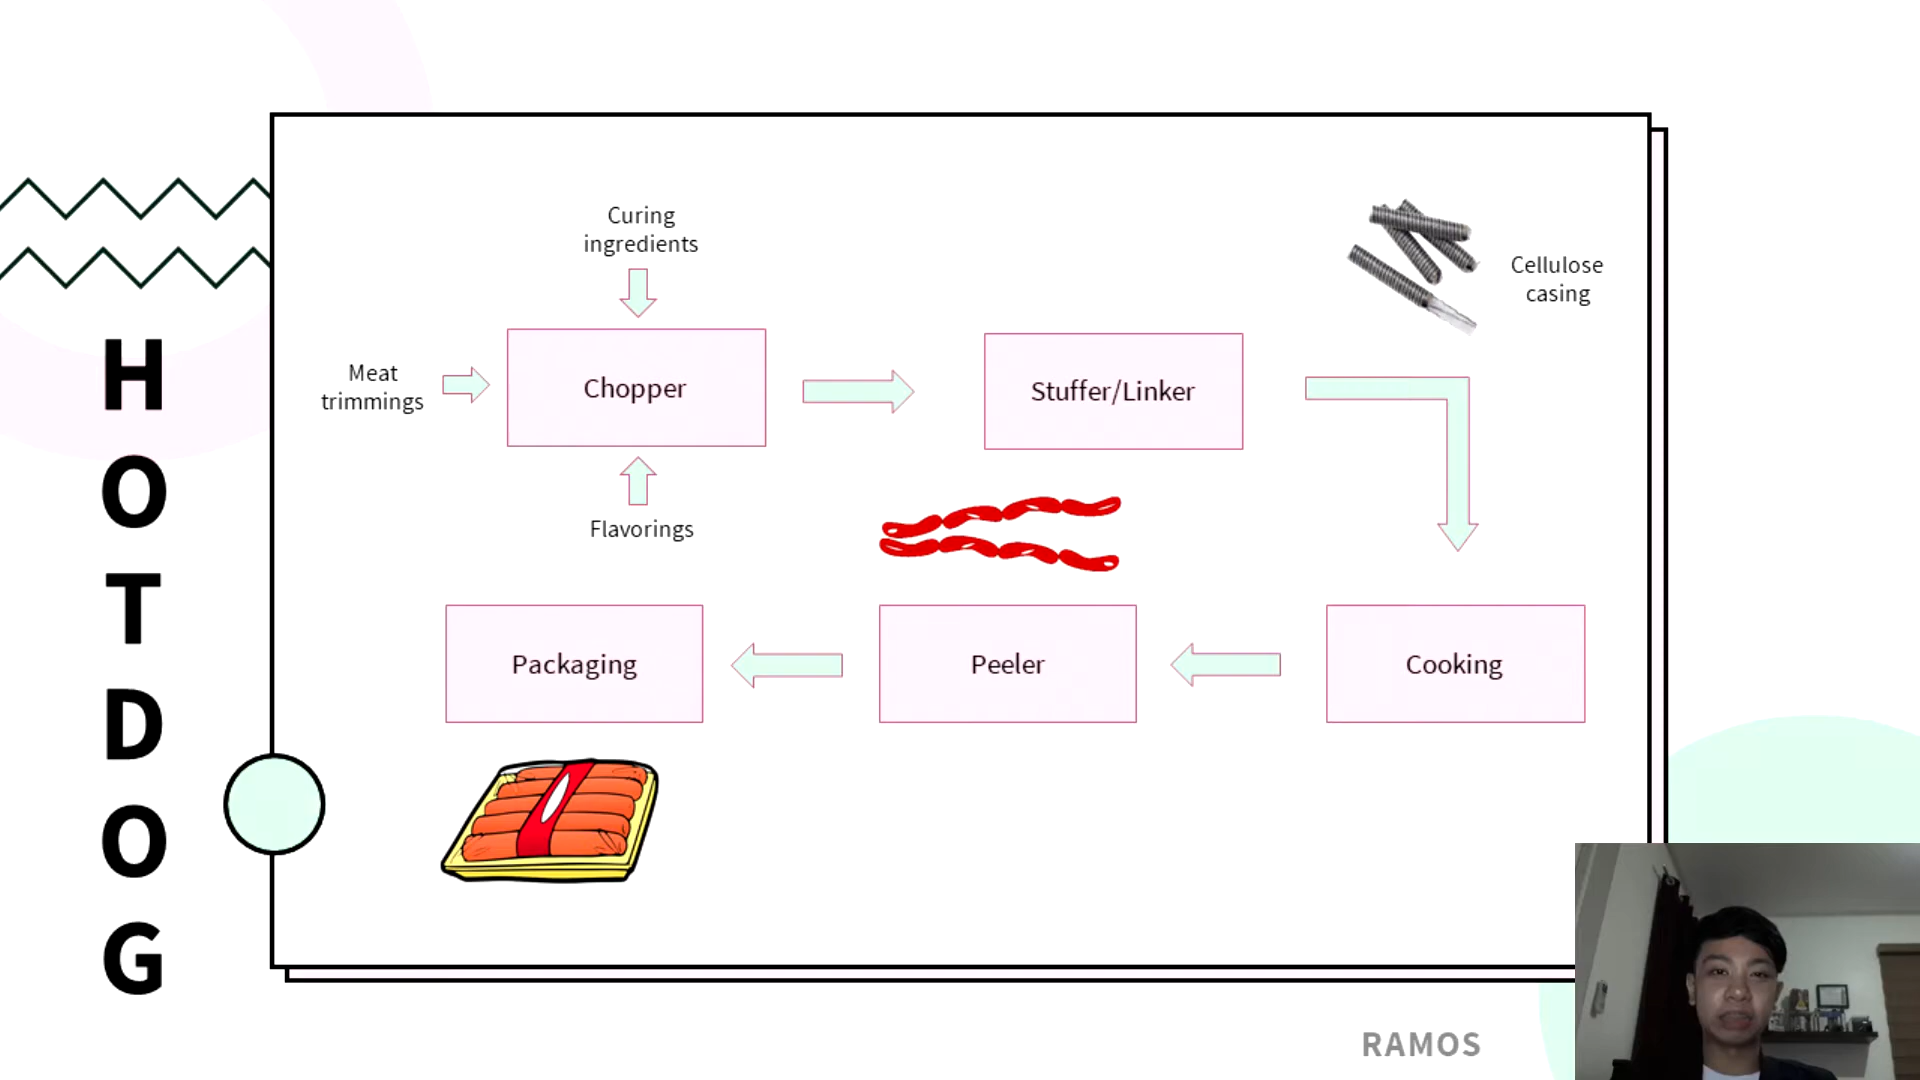 HOTDOG
Curing
ingredients
Meat
trimmings
Chopper
Flavorings
Stuffer/Linker
Cellulose
casing
Cooking
Peeler
Packaging
RAMOS